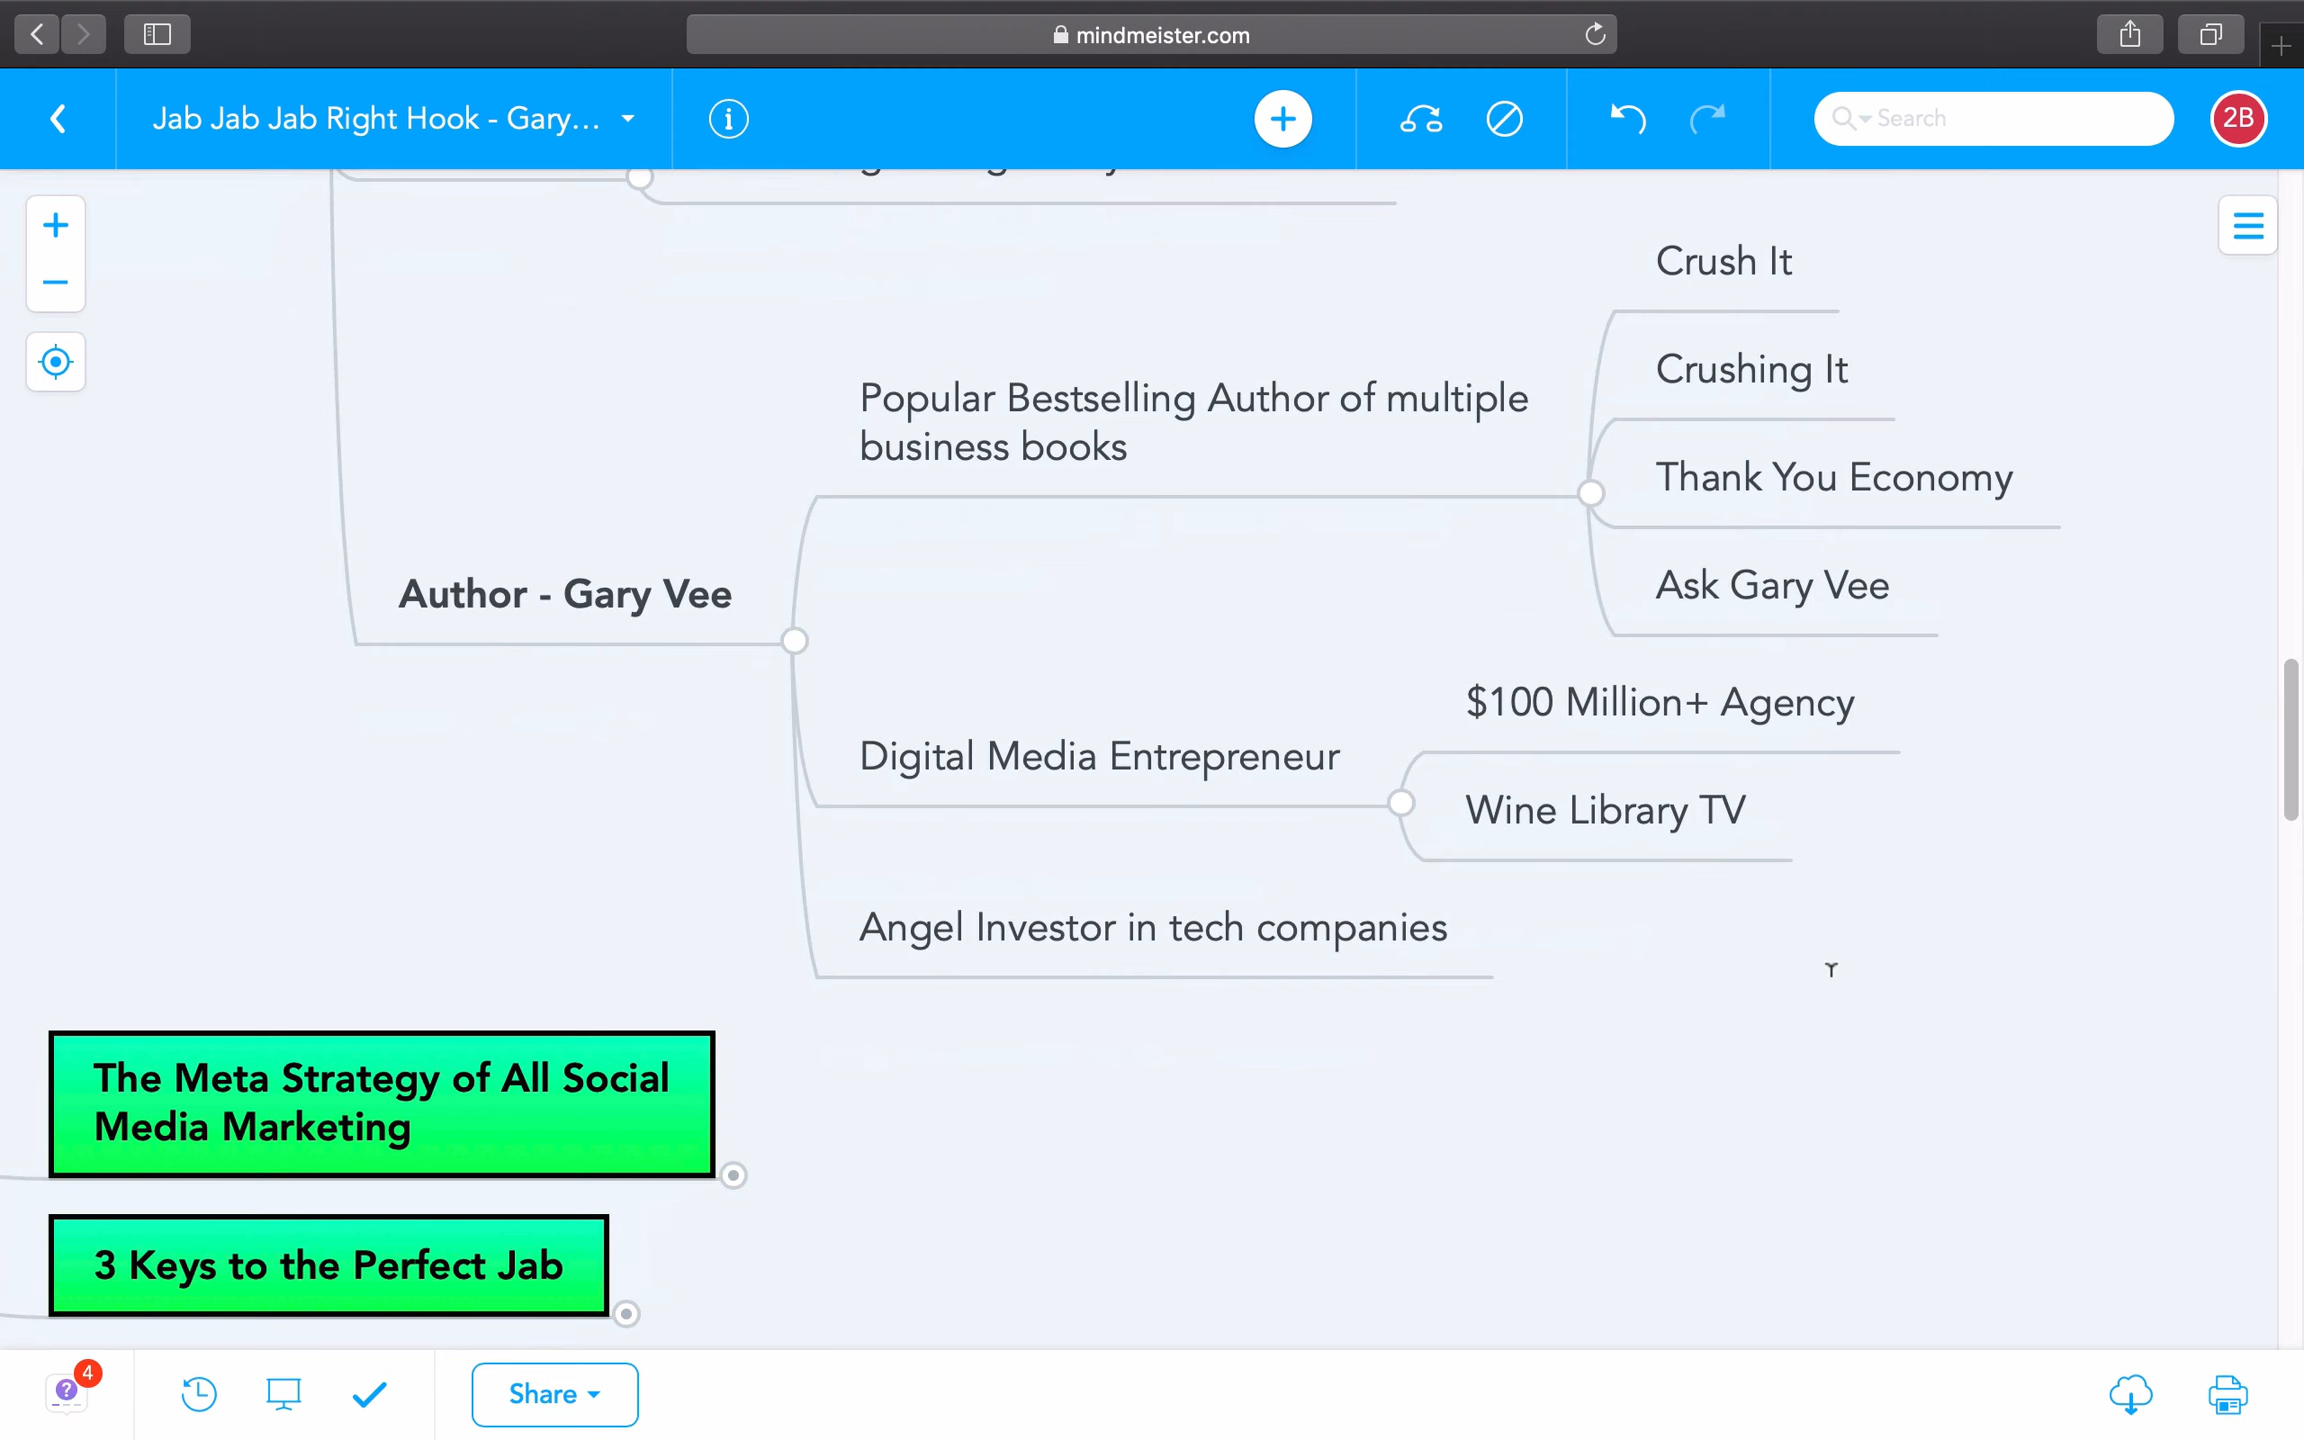 mindmeister.com
Jab Jab Jab Right Hook - Gary...
Search
2B
Crush It
Crushing It
Popular Bestselling Author of multiple
business books
Thank You Economy
Ask Gary Vee
Author - Gary Vee
$100 Million+ Agency
Digital Media Entrepreneur
Wine Library TV
Angel Investor in tech companies
The Meta Strategy of All Social
Media Marketing
3 Keys to the Perfect Jab
4
Share